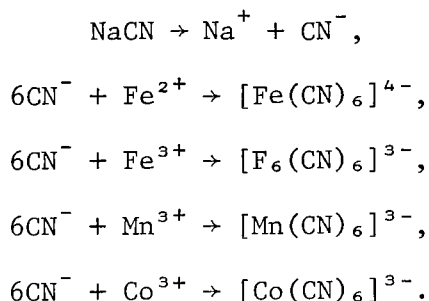 NaCN → Na⁺ + CN⁻,
6CN⁻ + Fe²⁺ → [Fe(CN)₆]⁴⁻,
6CN⁻ + Fe³⁺ → [F₆(CN)₆]³⁻,
6CN⁻ + Mn³⁺ → [Mn(CN)₆]³⁻,
6CN⁻ + Co³⁺ → [Co(CN)₆]³⁻.